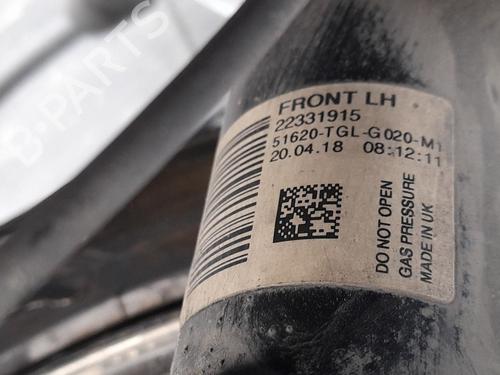 FRONT LH
22331915
51620-TGL-G020-M1
20.04.18 08:12:11
DO NOT OPEN
GAS PRESSURE
MADE IN UK